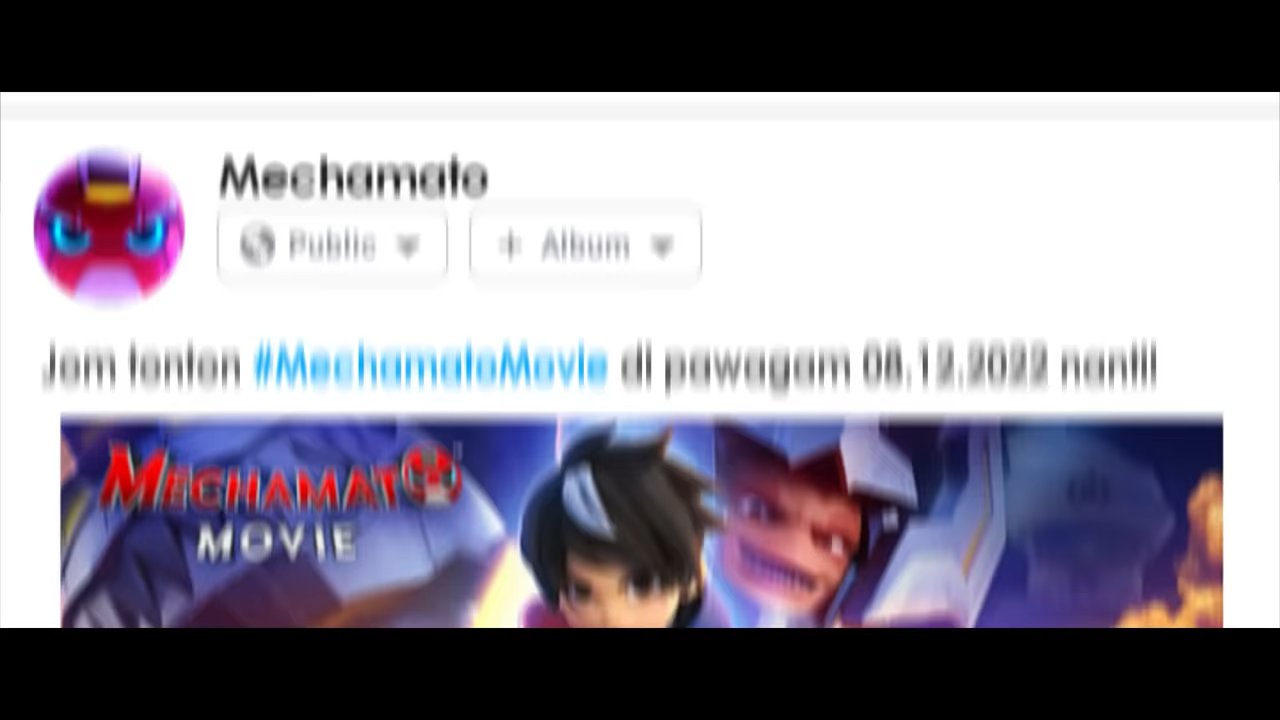 Mechamato
Public
+ Album
Jom tonton #MechamatoMovie di pawagam 08.12.2022 nanti!
MECHAMATO
MOVIE